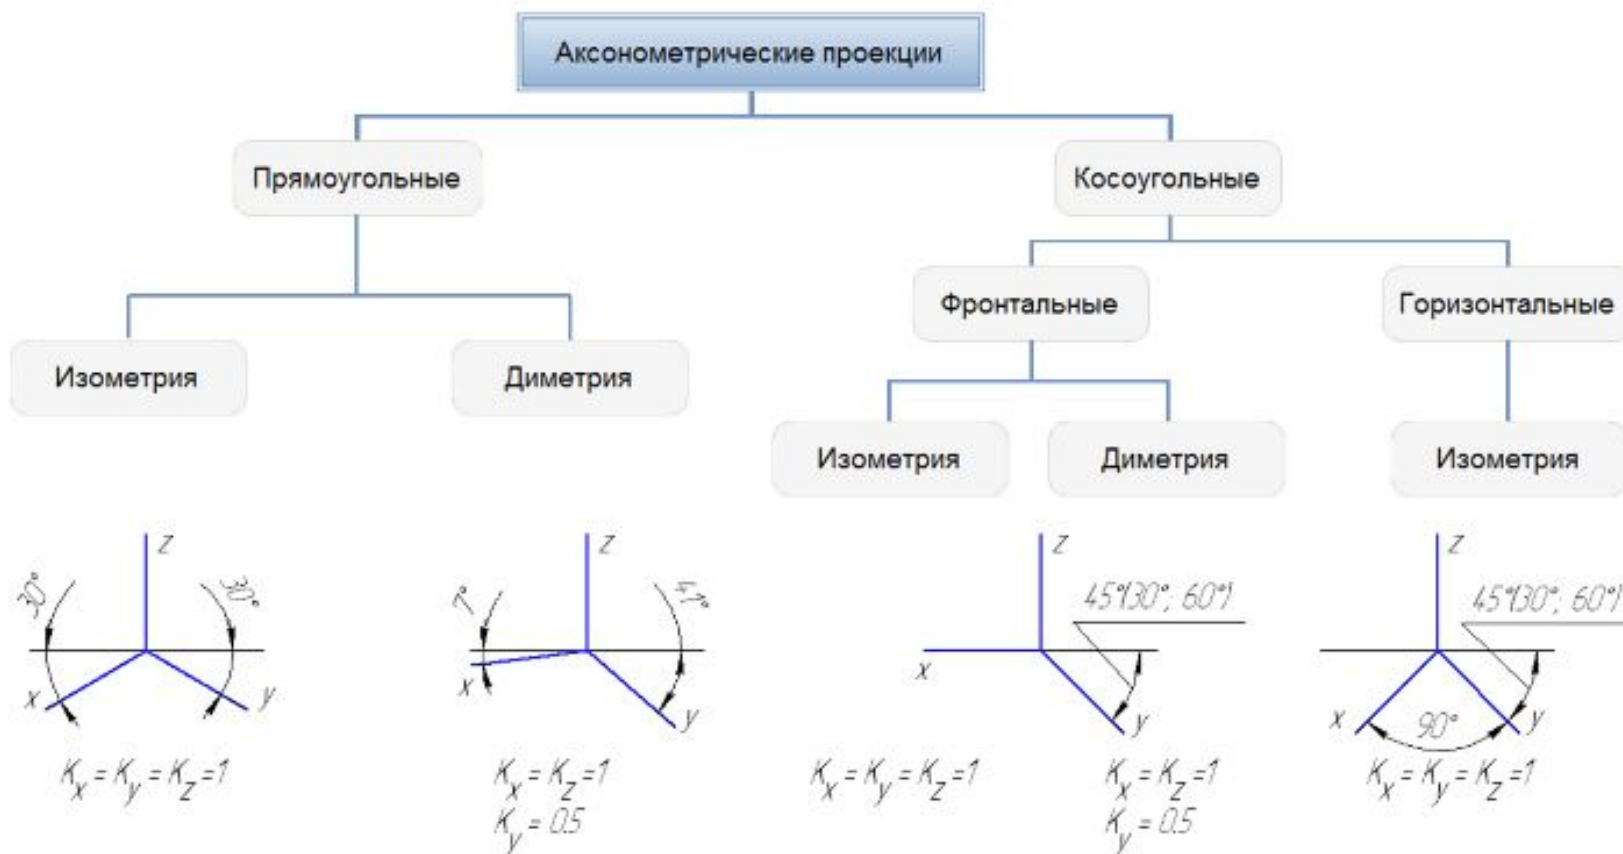 Аксонометрические проекции
Прямоугольные
Косоугольные
Фронтальные
Горизонтальные
Изометрия
Диметрия
Изометрия
Диметрия
Изометрия
z
30°
30°
x
y
Kx = Ky = Kz =1
z
7°
41°
x
y
Kx = Kz =1
Ky = 0.5
z
45°(30°; 60°)
x
y
Kx = Ky = Kz =1
Kx = Kz =1
Ky = 0.5
z
45°(30°; 60°)
x
90°
y
Kx = Ky = Kz =1